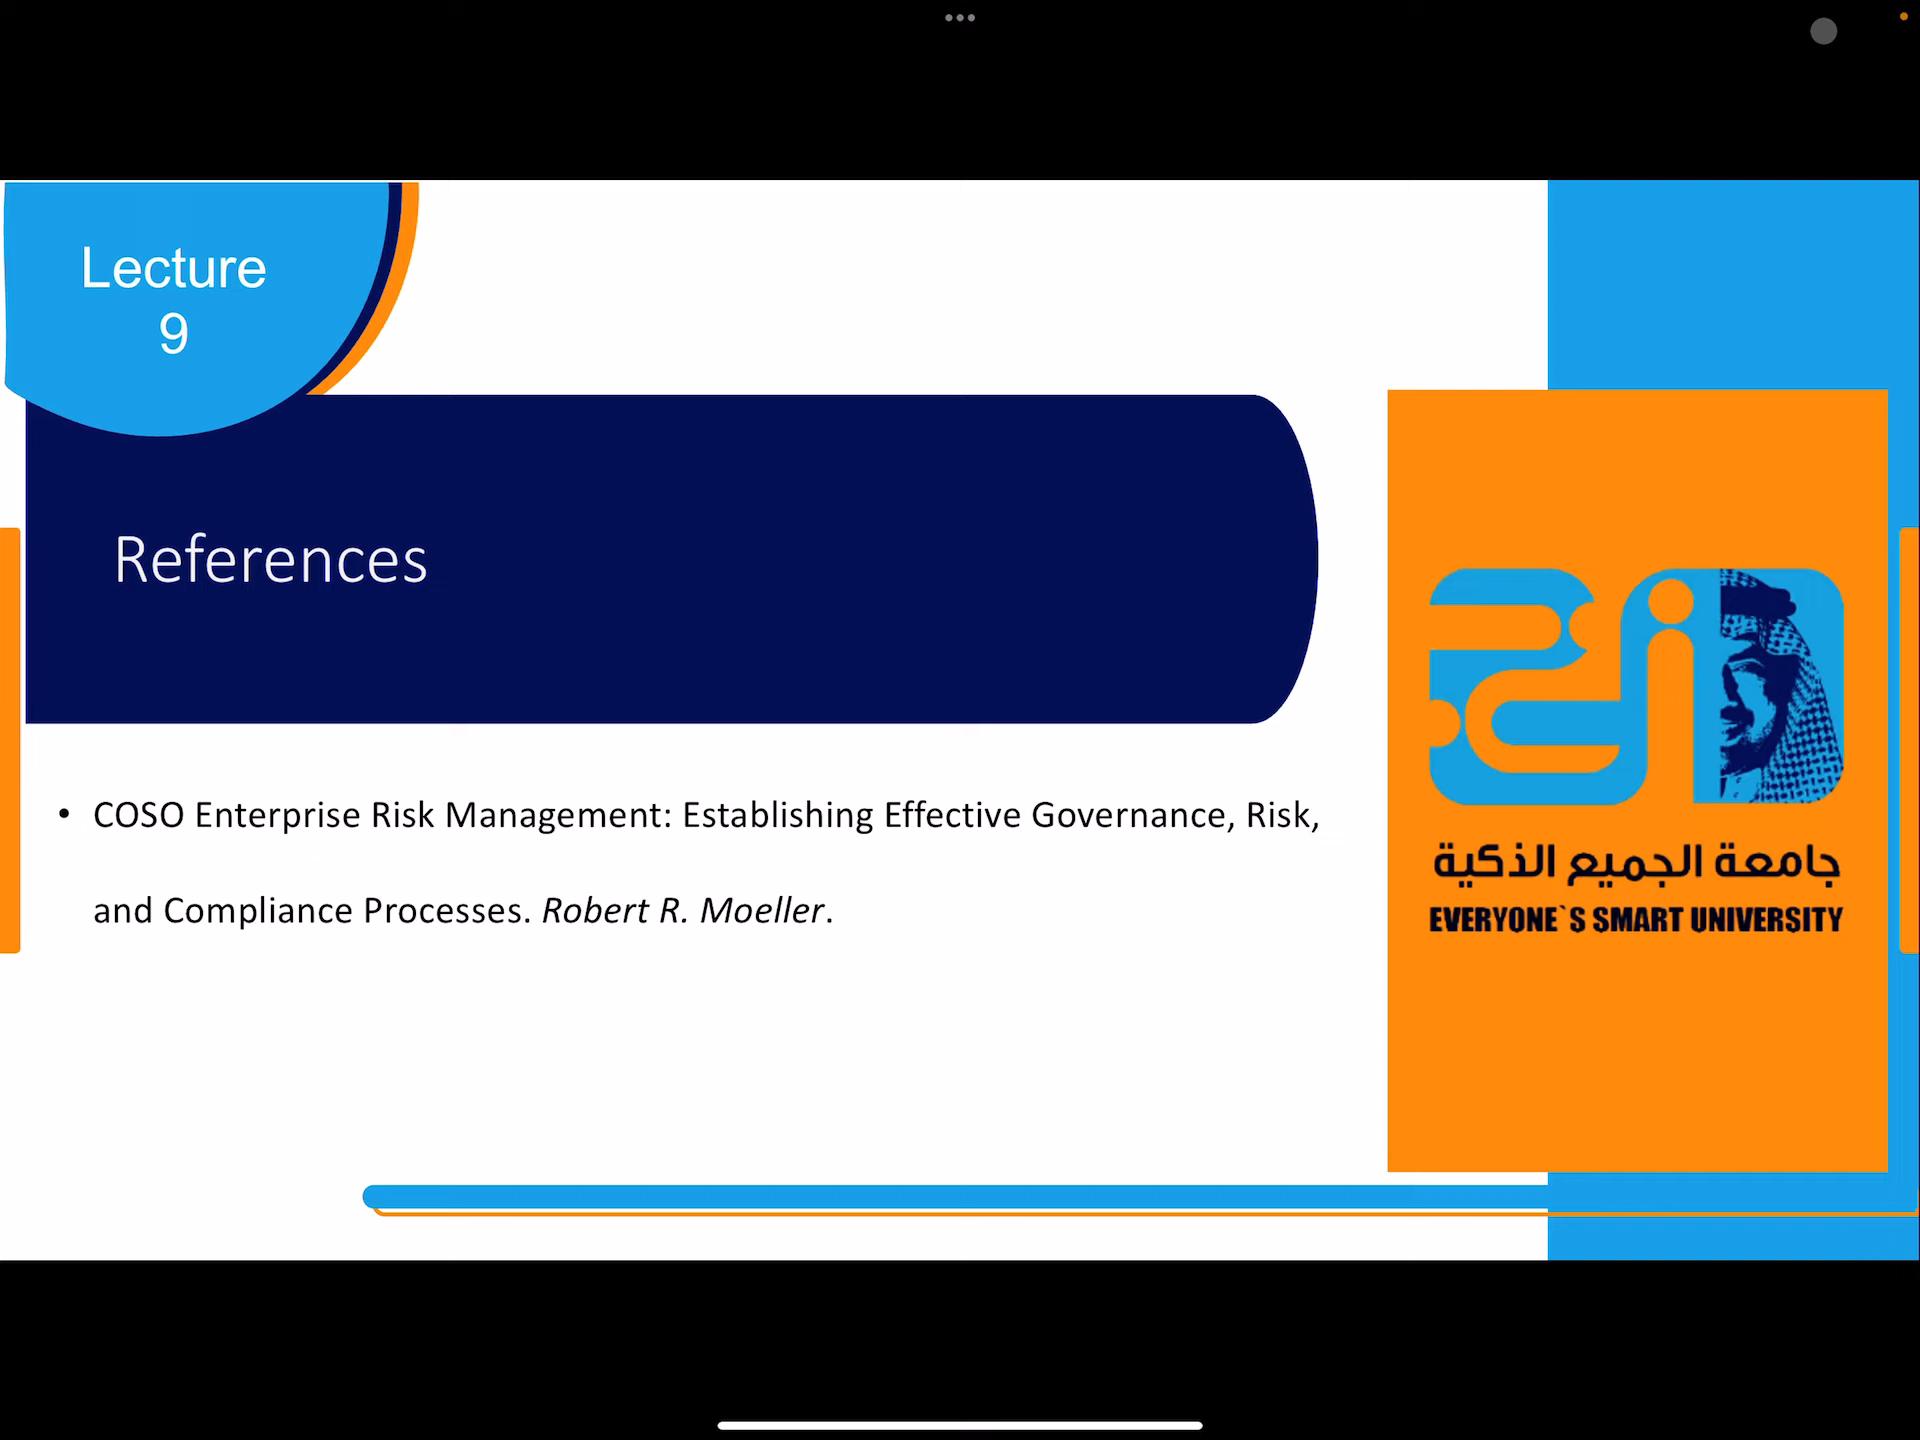 Lecture
9
References
• COSO Enterprise Risk Management: Establishing Effective Governance, Risk,
and Compliance Processes. Robert R. Moeller.
جامعة الجميع الذكية
EVERYONE`S SMART UNIVERSITY